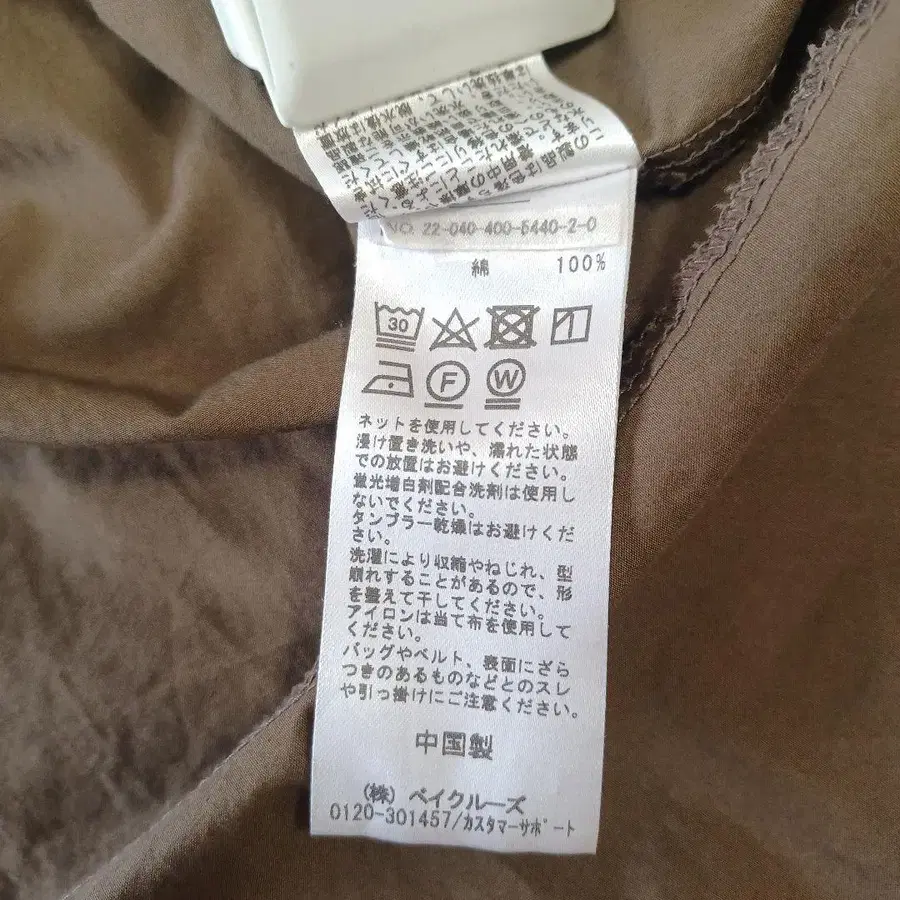 この製品は色
NO. 22-040-400-5440-2-0
綿 100%
30
F W
ネットを使用してください。
浸け置き洗いや、濡れた状態
での放置はお避けください。
蛍光増白剤配合洗剤は使用し
ないでください。
タンブラー乾燥はお避けくだ
さい。
洗濯により収縮やねじれ、型
崩れすることがあるので、形
を整えて干してください。
アイロンは当て布を使用して
ください。
バッグやベルト、表面にざら
つきのあるものなどとのスレ
や引っ掛けにご注意ください。
中国製
(株) ベイクルーズ
0120-301457/カスタマーサポート